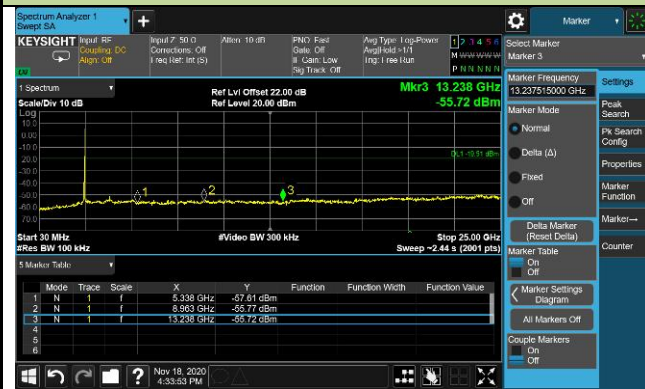 Spectrum Analyzer 1
Swept SA
KEYSIGHT
Input: RF
Coupling: DC
Align: Off
Input Z: 50 Ω
Corrections: Off
Freq Ref: Int (S)
Atten: 10 dB
PNO: Fast
Gate: Off
IF Gain: Low
Sig Track: Off
Avg Type: Log-Power
Avg|Hold:>1/1
Trig: Free Run
1 2 3 4 5 6
M W W W W W
P N N N N N
1 Spectrum
Scale/Div 10 dB
Ref Lvl Offset 22.00 dB
Ref Level 20.00 dBm
Mkr3 13.238 GHz
-55.72 dBm
Log
10.0
0.00
-10.0
-20.0
-30.0
-40.0
-50.0
-60.0
-70.0
1
2
3
Start 30 MHz
#Res BW 100 kHz
#Video BW 300 kHz
Stop 25.00 GHz
Sweep ~2.44 s (2001 pts)
5 Marker Table
Mode Trace Scale X Y Function Function Width Function Value
1 N 1 f 5.338 GHz -57.61 dBm
2 N 1 f 8.963 GHz -55.77 dBm
3 N 1 f 13.238 GHz -55.72 dBm
4
5
6
Nov 18, 2020
4:33:53 PM
Marker
Select Marker
Marker 3
Marker Frequency
13.237515000 GHz
Marker Mode
Normal
Delta (Δ)
Fixed
Off
Delta Marker
(Reset Delta)
Marker Table
On
Off
Marker Settings
Diagram
All Markers Off
Couple Markers
On
Off
Settings
Peak
Search
Pk Search
Config
Properties
Marker
Function
Marker→
Counter